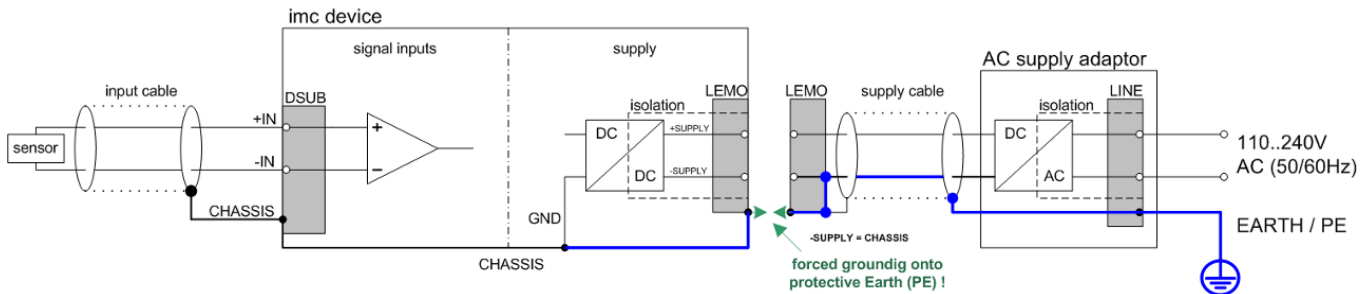 imc device
signal inputs
supply
AC supply adaptor
input cable
DSUB
LEMO
LEMO
supply cable
LINE
isolation
isolation
+IN
-IN
sensor
+
−
DC
DC
+SUPPLY
-SUPPLY
DC
AC
110..240V
AC (50/60Hz)
CHASSIS
GND
EARTH / PE
-SUPPLY = CHASSIS
CHASSIS
forced groundig onto
protective Earth (PE) !